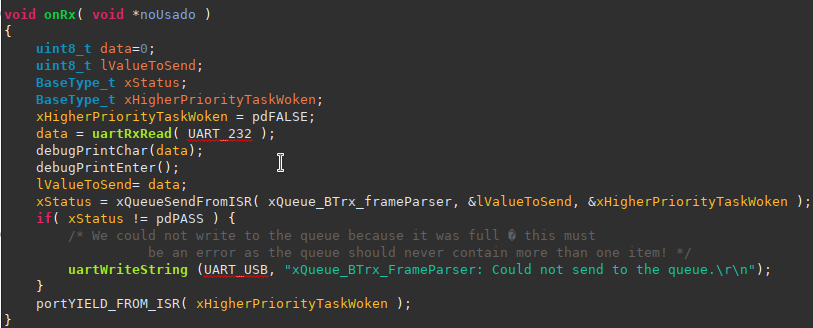 void onRx( void *noUsado )
{
    uint8_t data=0;
    uint8_t lValueToSend;
    BaseType_t xStatus;
    BaseType_t xHigherPriorityTaskWoken;
    xHigherPriorityTaskWoken = pdFALSE;
    data = uartRxRead( UART_232 );
    debugPrintChar(data);
    debugPrintEnter();
    lValueToSend= data;
    xStatus = xQueueSendFromISR( xQueue_BTrx_frameParser, &lValueToSend, &xHigherPriorityTaskWoken );
    if( xStatus != pdPASS ) {
        /* We could not write to the queue because it was full � this must
                  be an error as the queue should never contain more than one item! */
        uartWriteString (UART_USB, "xQueue_BTrx_FrameParser: Could not send to the queue.\r\n");
    }
    portYIELD_FROM_ISR( xHigherPriorityTaskWoken );
}